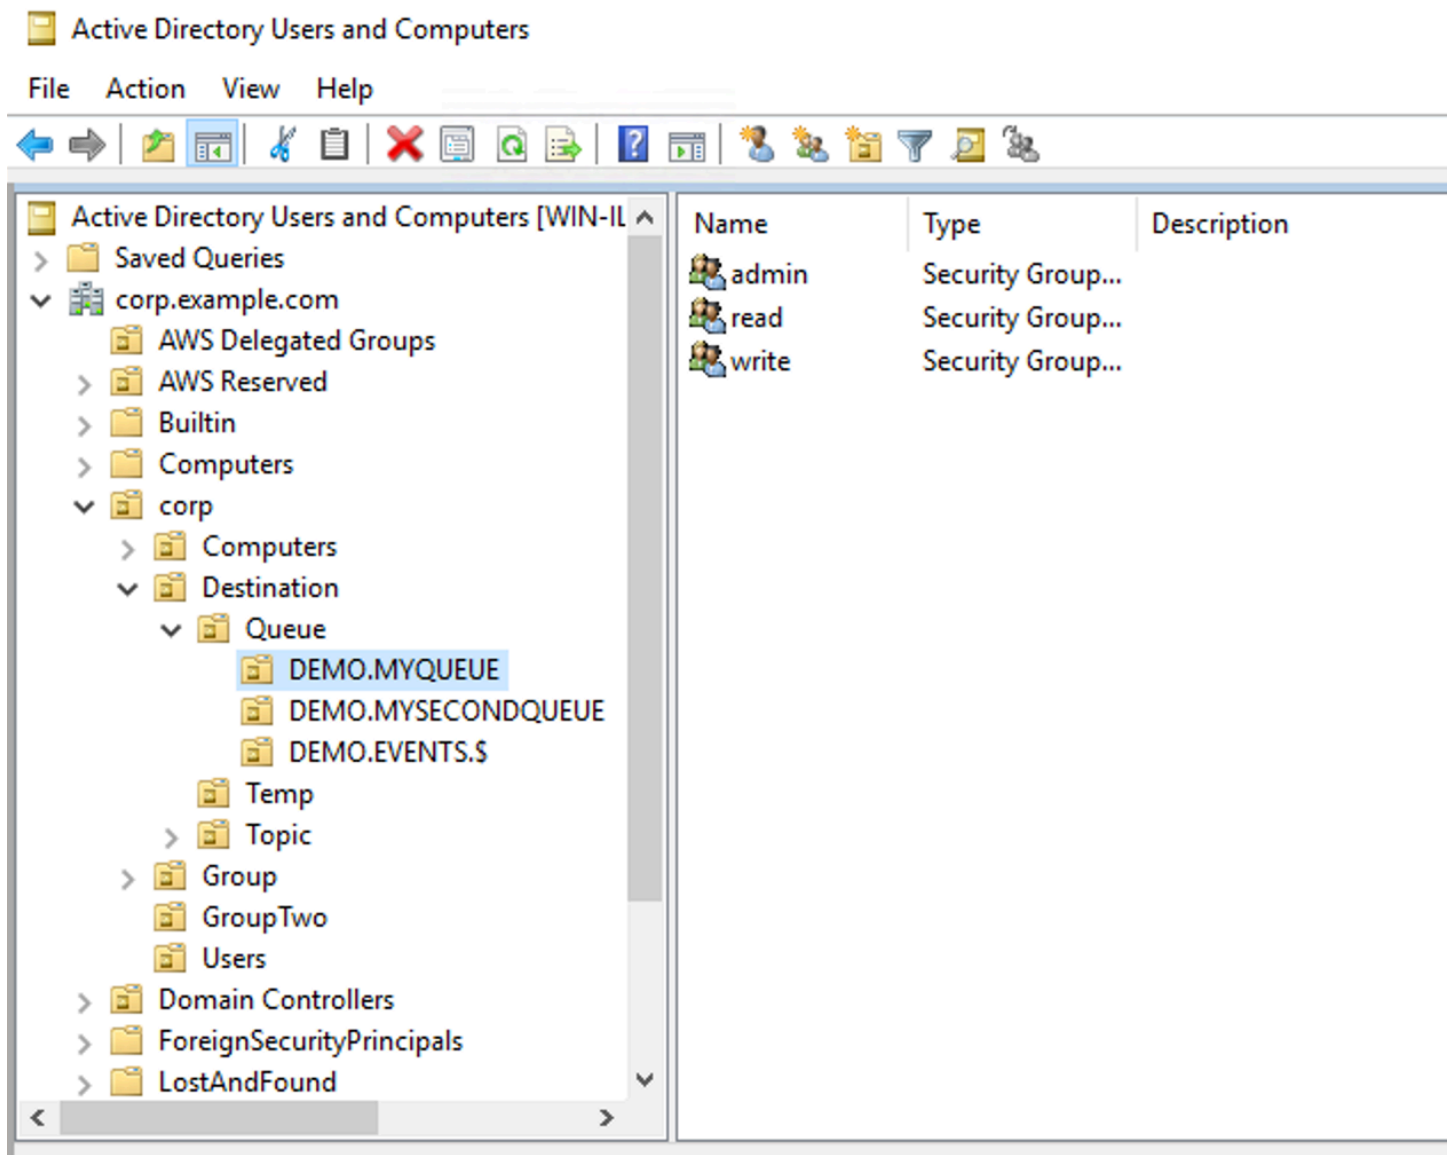 Active Directory Users and Computers
File Action View Help
Active Directory Users and Computers [WIN-IL
Saved Queries
corp.example.com
AWS Delegated Groups
AWS Reserved
Builtin
Computers
corp
Computers
Destination
Queue
DEMO.MYQUEUE
DEMO.MYSECONDQUEUE
DEMO.EVENTS.$
Temp
Topic
Group
GroupTwo
Users
Domain Controllers
ForeignSecurityPrincipals
LostAndFound
Name Type Description
admin Security Group...
read Security Group...
write Security Group...